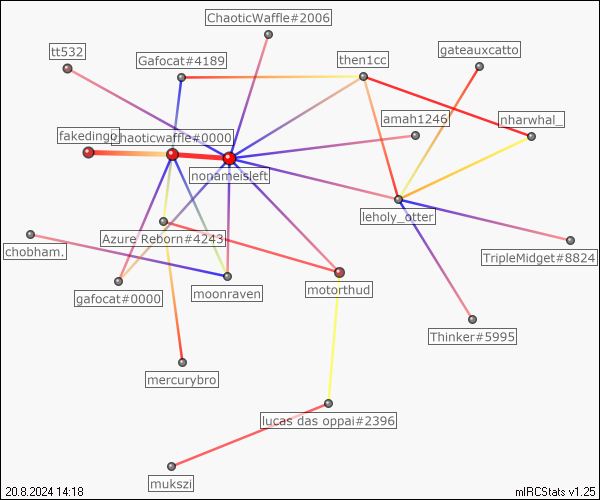 ChaoticWaffle#2006
tt532
Gafocat#4189
then1cc
gateauxcatto
amah1246
nharwhal_
fakedingo
chaoticwaffle#0000
nonameisleft
leholy_otter
Azure Reborn#4243
chobham.
TripleMidget#8824
gafocat#0000
moonraven
motorthud
Thinker#5995
mercurybro
lucas das oppai#2396
mukszi
20.8.2024 14:18
mIRCStats v1.25